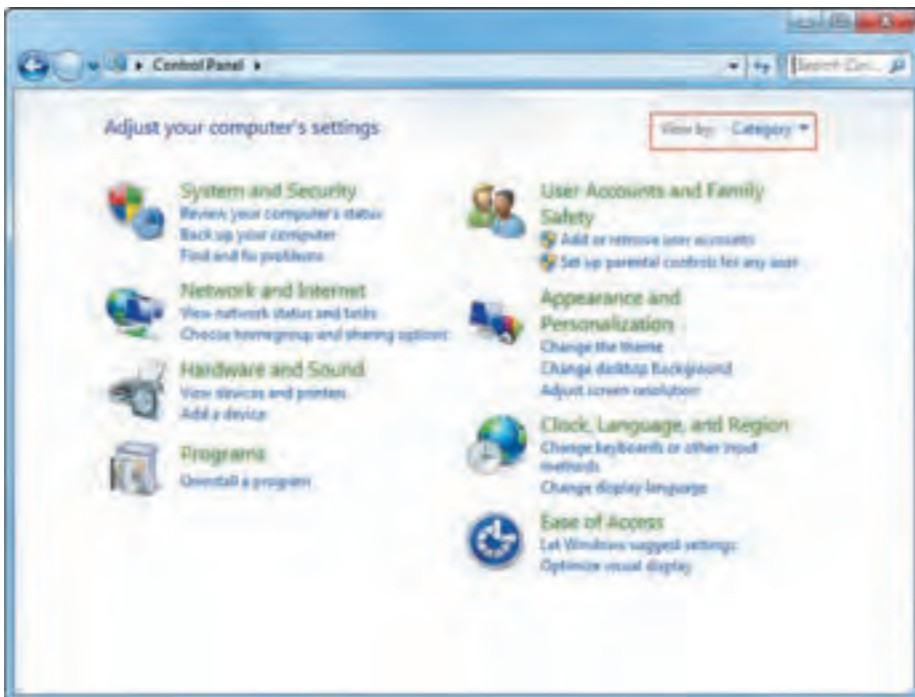 Control Panel
Adjust your computer's settings
View by: Category
System and Security
Review your computer's status
Back up your computer
Find and fix problems
Network and Internet
View network status and tasks
Choose homegroup and sharing options
Hardware and Sound
View devices and printers
Add a device
Programs
Uninstall a program
User Accounts and Family
Safety
Add or remove user accounts
Set up parental controls for any user
Appearance and
Personalization
Change the theme
Change desktop background
Adjust screen resolution
Clock, Language, and Region
Change keyboards or other input
methods
Change display language
Ease of Access
Let Windows suggest settings
Optimize visual display